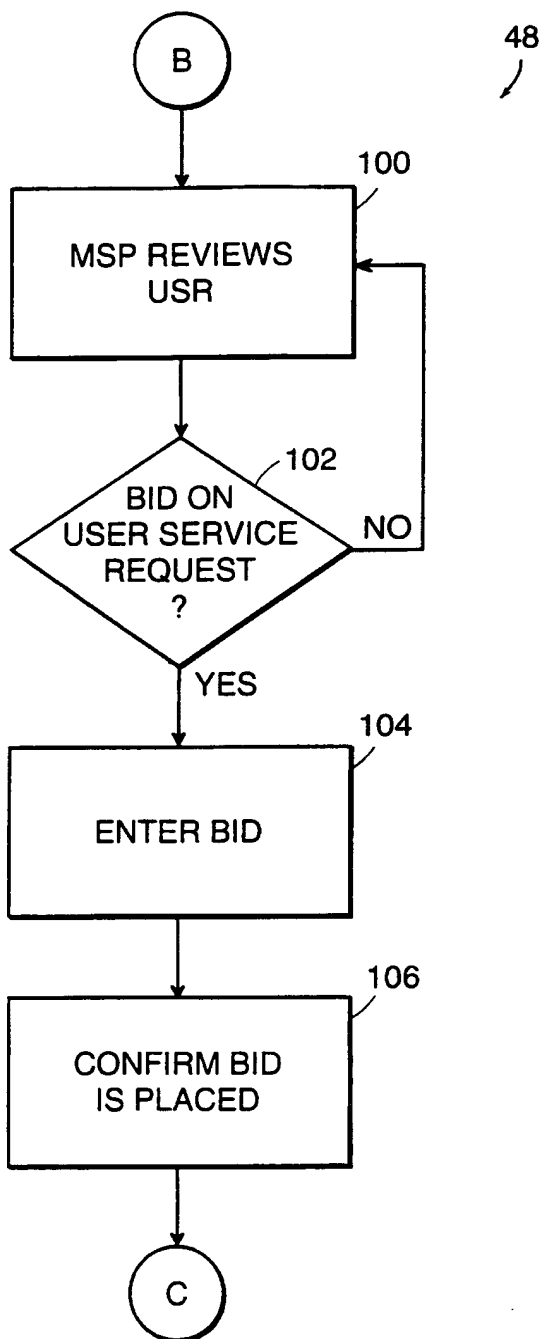 B
48
100
MSP REVIEWS
USR
102
BID ON
USER SERVICE
REQUEST
?
NO
YES
104
ENTER BID
106
CONFIRM BID
IS PLACED
C